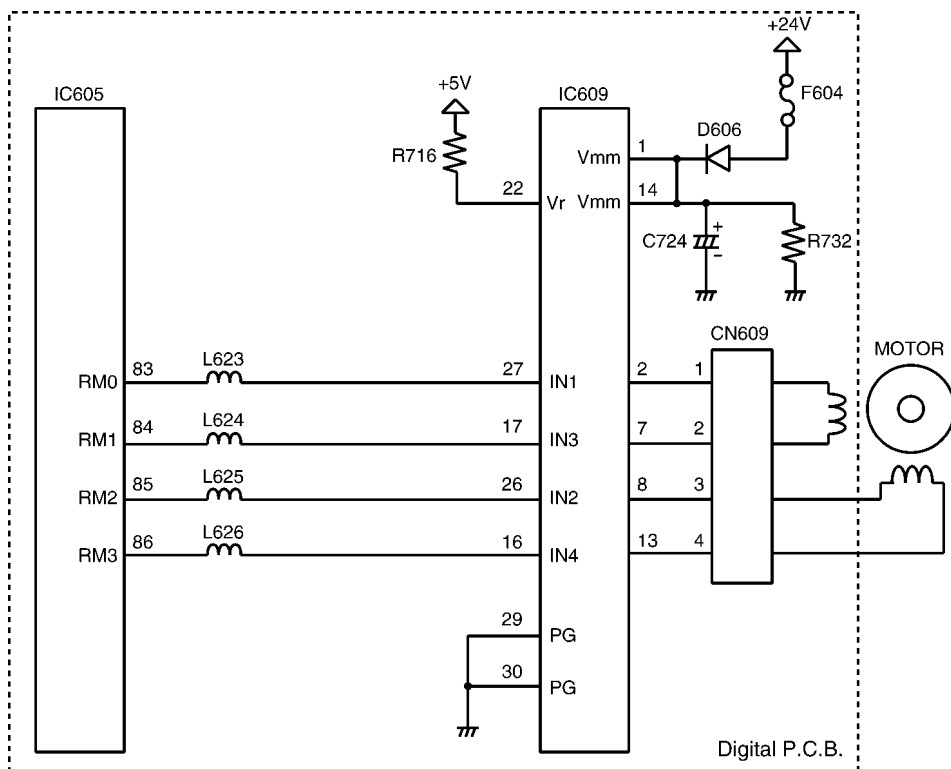 +24V
+5V
IC605
IC609
F604
D606
R716
Vmm
1
22
Vr
Vmm
14
C724
+
−
R732
CN609
MOTOR
RM0
83
L623
27
IN1
2
1
RM1
84
L624
17
IN3
7
2
RM2
85
L625
26
IN2
8
3
RM3
86
L626
16
IN4
13
4
29
PG
30
PG
Digital P.C.B.